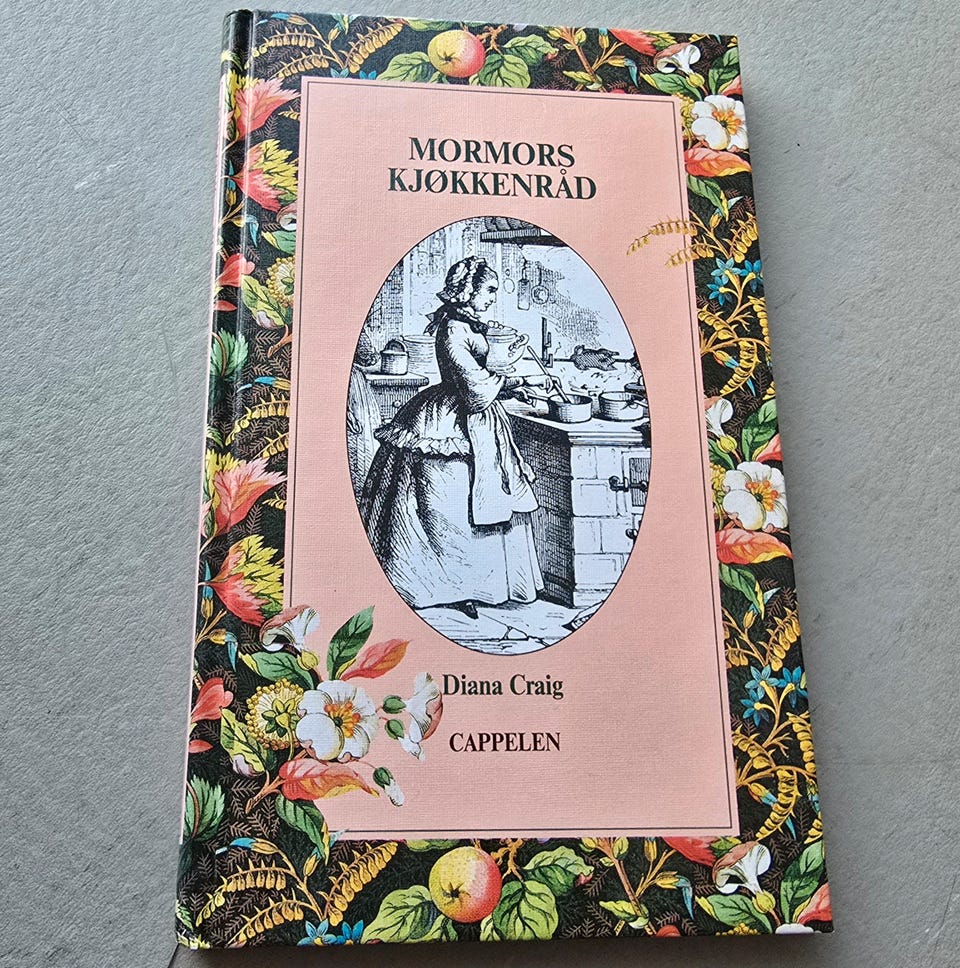 MORMORS
KJØKKENRÅD
Diana Craig
CAPPELEN